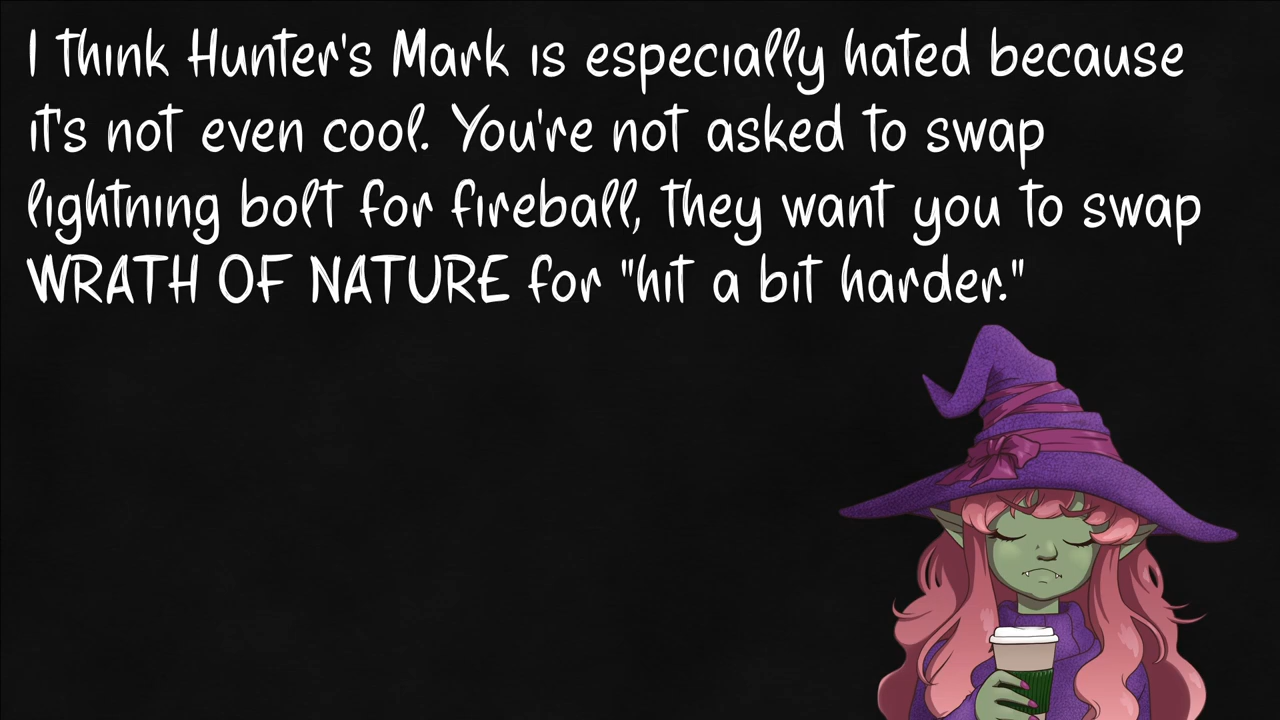 I think Hunter's Mark is especially hated because
it's not even cool. You're not asked to swap
lightning bolt for fireball, they want you to swap
WRATH OF NATURE for "hit a bit harder."